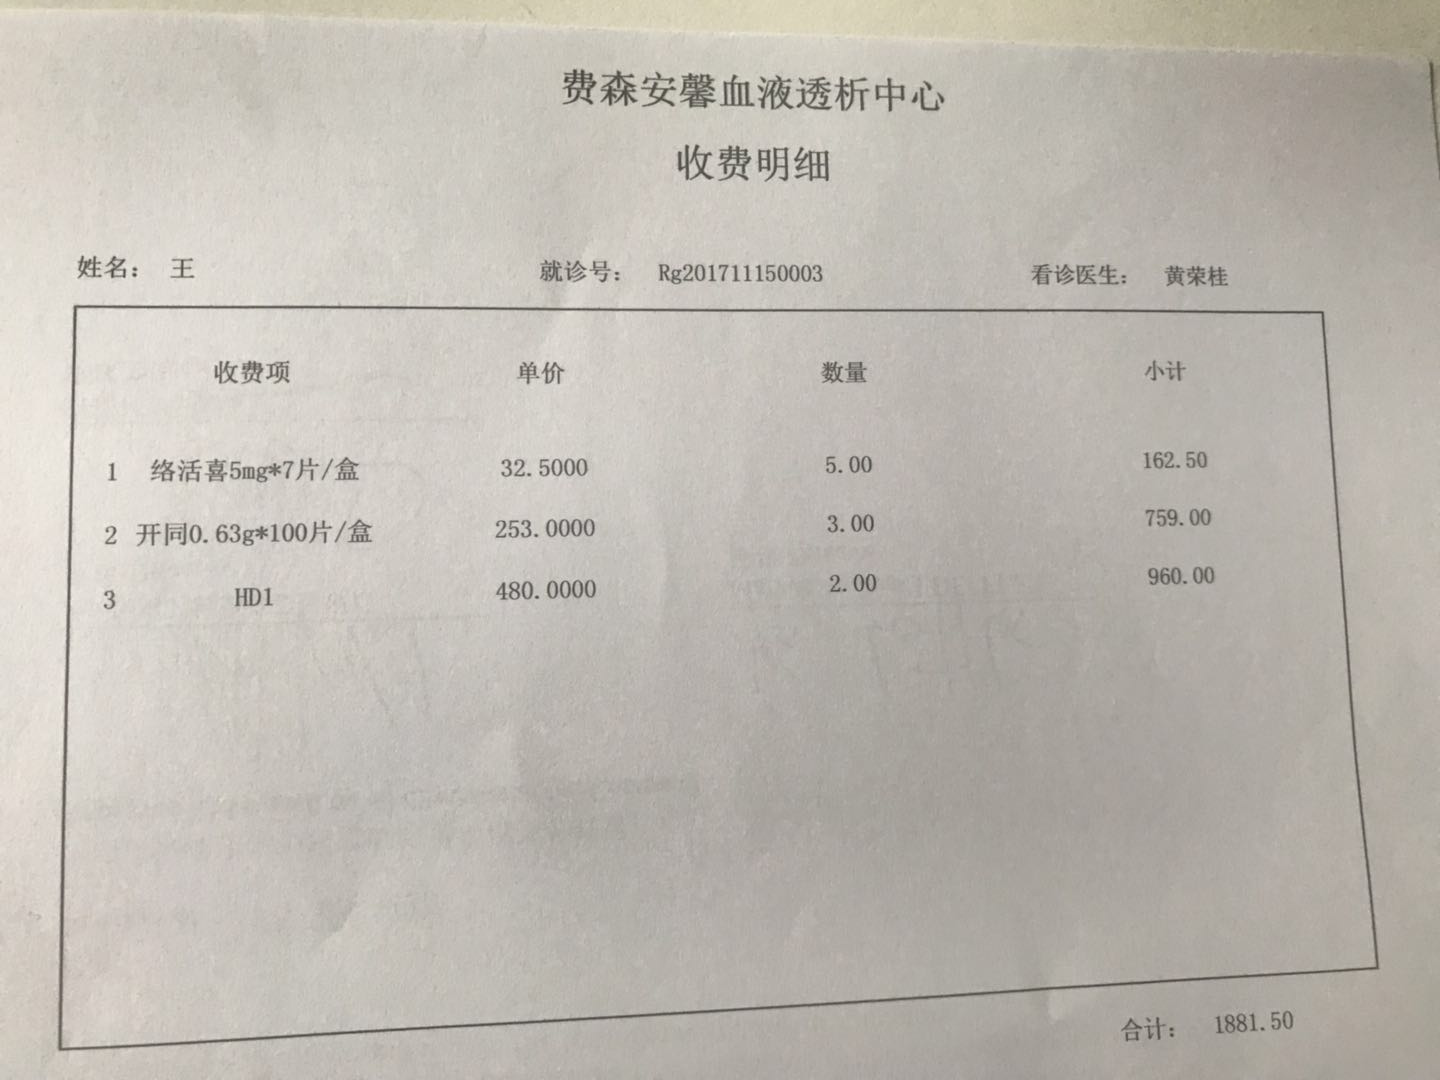 费森安馨血液透析中心
收费明细
姓名： 王 就诊号： Rg201711150003 看诊医生： 黄荣桂
收费项 单价 数量 小计
1 络活喜5mg*7片/盒 32.5000 5.00 162.50
2 开同0.63g*100片/盒 253.0000 3.00 759.00
3 HD1 480.0000 2.00 960.00
合计： 1881.50